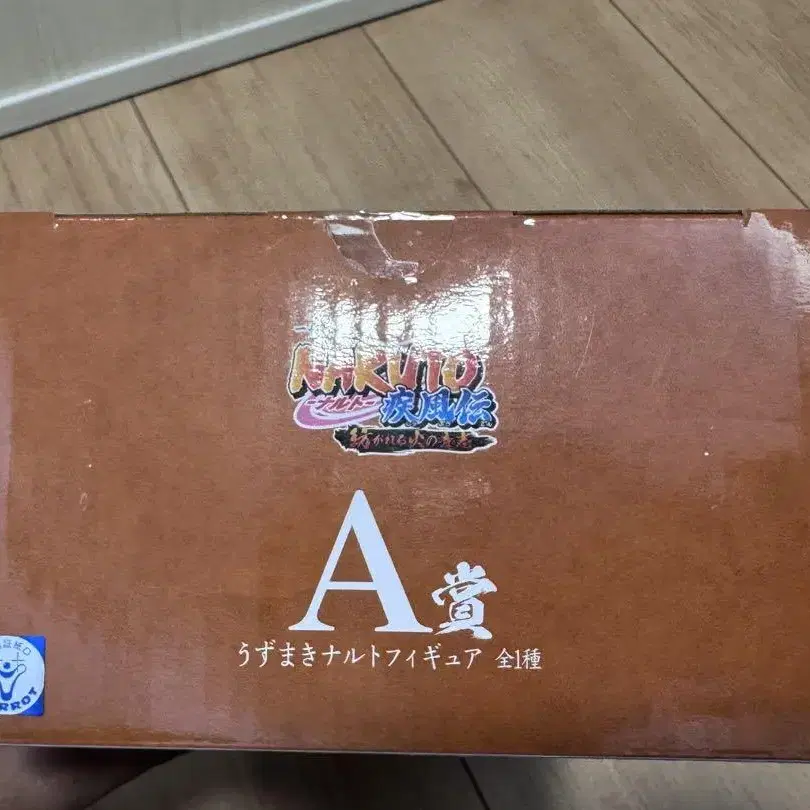 NARUTO
-ナルト-
疾風伝
紡がれる火の意志
A賞
うずまきナルトフィギュア 全1種